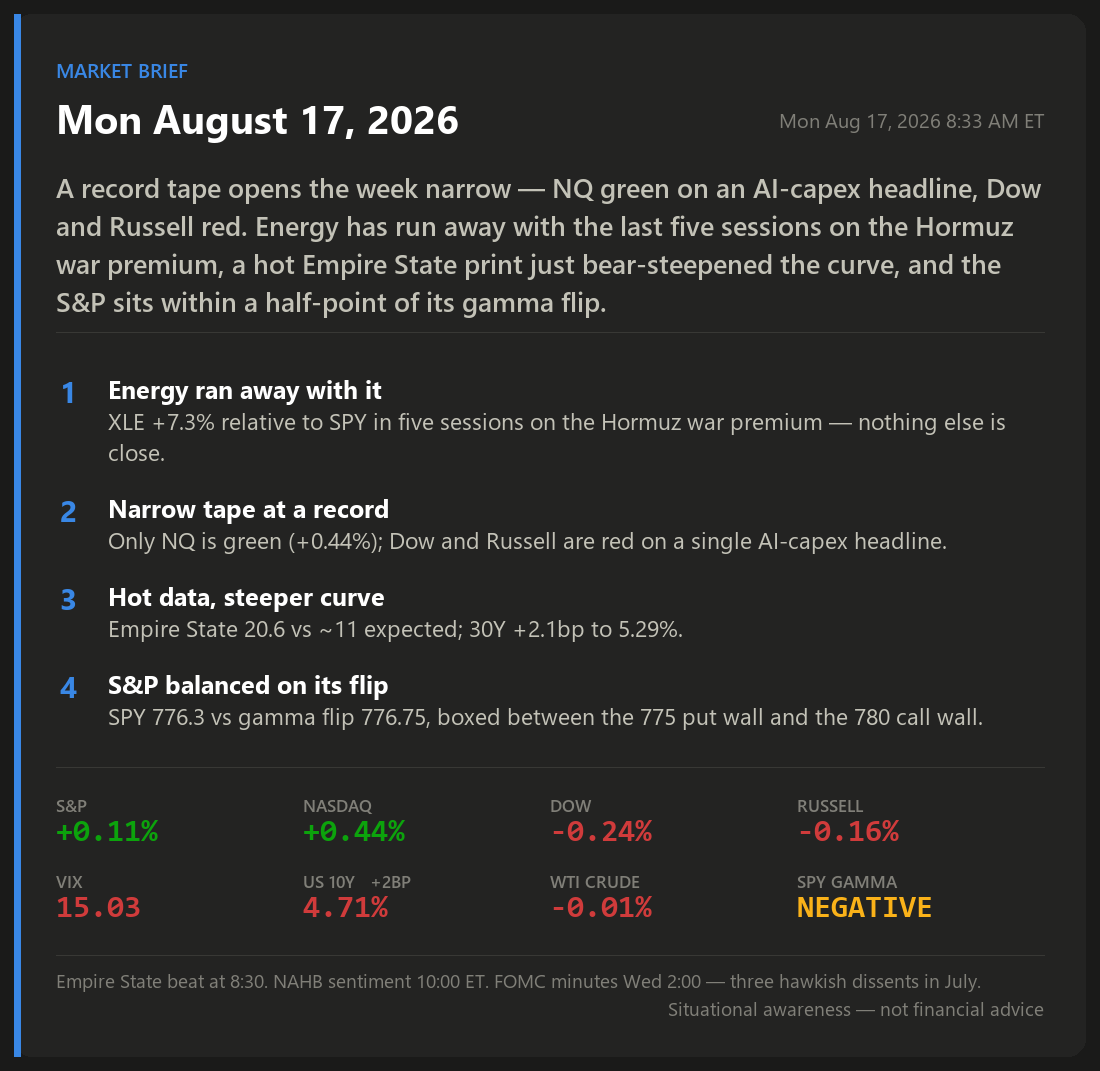 MARKET BRIEF
Mon August 17, 2026
Mon Aug 17, 2026 8:33 AM ET
A record tape opens the week narrow — NQ green on an AI-capex headline, Dow
and Russell red. Energy has run away with the last five sessions on the Hormuz
war premium, a hot Empire State print just bear-steepened the curve, and the
S&P sits within a half-point of its gamma flip.
1 Energy ran away with it
XLE +7.3% relative to SPY in five sessions on the Hormuz war premium — nothing else is
close.
2 Narrow tape at a record
Only NQ is green (+0.44%); Dow and Russell are red on a single AI-capex headline.
3 Hot data, steeper curve
Empire State 20.6 vs ~11 expected; 30Y +2.1bp to 5.29%.
4 S&P balanced on its flip
SPY 776.3 vs gamma flip 776.75, boxed between the 775 put wall and the 780 call wall.
S&P NASDAQ DOW RUSSELL
+0.11% +0.44% -0.24% -0.16%
VIX US 10Y +2BP WTI CRUDE SPY GAMMA
15.03 4.71% -0.01% NEGATIVE
Empire State beat at 8:30. NAHB sentiment 10:00 ET. FOMC minutes Wed 2:00 — three hawkish dissents in July.
Situational awareness — not financial advice